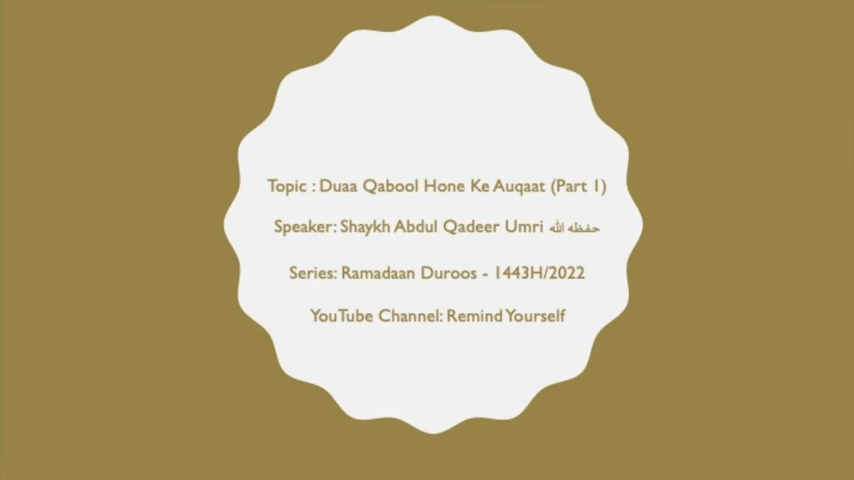 Topic : Duaa Qabool Hone Ke Auqaat (Part 1)
Speaker: Shaykh Abdul Qadeer Umri حفظه الله
Series: Ramadaan Duroos - 1443H/2022
YouTube Channel: Remind Yourself